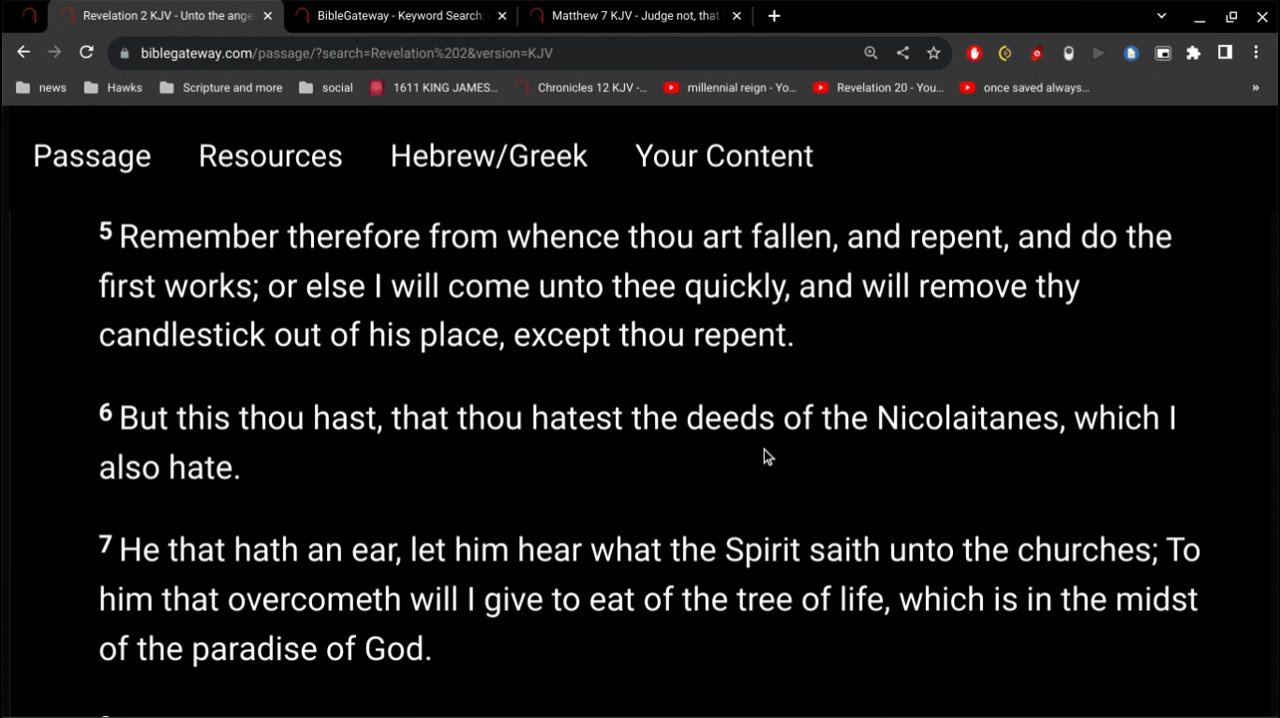 Revelation 2 KJV - Unto the ange
BibleGateway - Keyword Search:
Matthew 7 KJV - Judge not, that
biblegateway.com/passage/?search=Revelation%202&version=KJV
news
Hawks
Scripture and more
social
1611 KING JAMES...
Chronicles 12 KJV -...
millennial reign - Yo...
Revelation 20 - You...
once saved always...
»
Passage Resources Hebrew/Greek Your Content
5 Remember therefore from whence thou art fallen, and repent, and do the
first works; or else I will come unto thee quickly, and will remove thy
candlestick out of his place, except thou repent.
6 But this thou hast, that thou hatest the deeds of the Nicolaitanes, which I
also hate.
7 He that hath an ear, let him hear what the Spirit saith unto the churches; To
him that overcometh will I give to eat of the tree of life, which is in the midst
of the paradise of God.